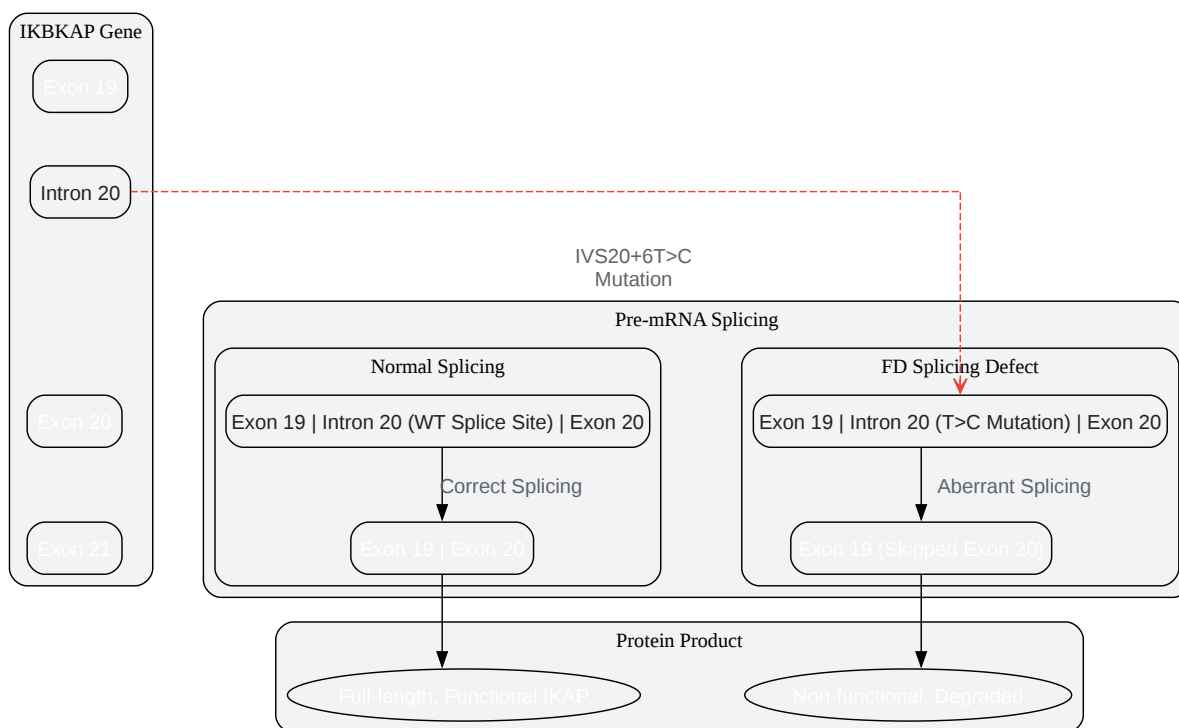 IKBKAP Gene
Exon 19
Intron 20
Exon 20
Exon 21
IVS20+6T>C
Mutation
Pre-mRNA Splicing
Normal Splicing
Exon 19 | Intron 20 (WT Splice Site) | Exon 20
Correct Splicing
Exon 19 | Exon 20
FD Splicing Defect
Exon 19 | Intron 20 (T>C Mutation) | Exon 20
Aberrant Splicing
Exon 19 (Skipped Exon 20)
Protein Product
Full-length, Functional IKAP
Non-functional, Degraded